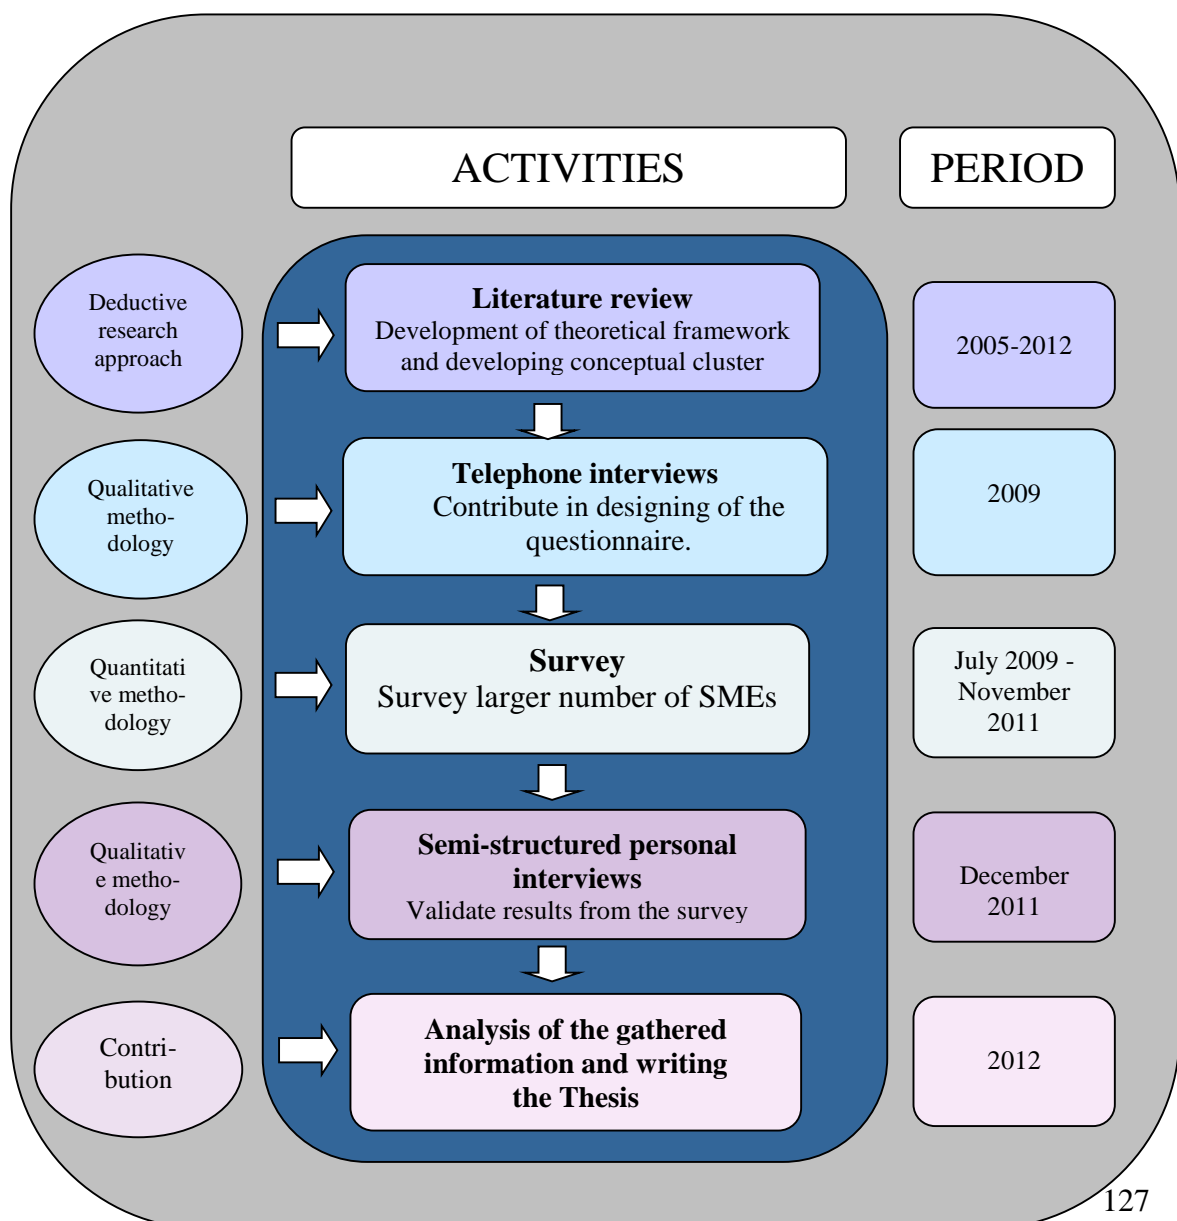 ACTIVITIES
PERIOD
Deductive
research
approach
Literature review
Development of theoretical framework
and developing conceptual cluster
2005-2012
Qualitative
metho-
dology
Telephone interviews
Contribute in designing of the
questionnaire.
2009
Quantitati
ve metho-
dology
Survey
Survey larger number of SMEs
July 2009 -
November
2011
Qualitativ
e metho-
dology
Semi-structured personal
interviews
Validate results from the survey
December
2011
Contri-
bution
Analysis of the gathered
information and writing
the Thesis
2012
127